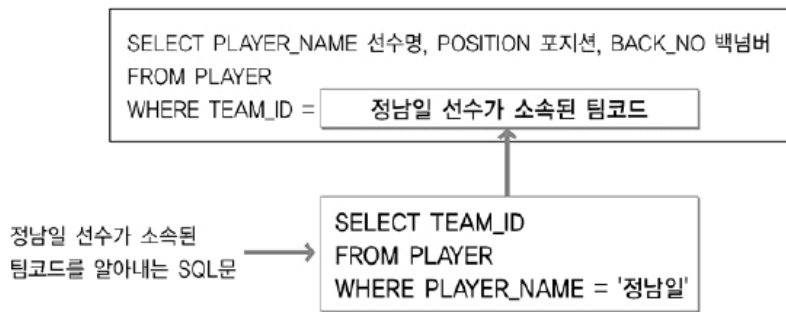 SELECT PLAYER_NAME 선수명, POSITION 포지션, BACK_NO 백넘버
FROM PLAYER
WHERE TEAM_ID = 정남일 선수가 소속된 팀코드
정남일 선수가 소속된
팀코드를 알아내는 SQL문
SELECT TEAM_ID
FROM PLAYER
WHERE PLAYER_NAME = '정남일'